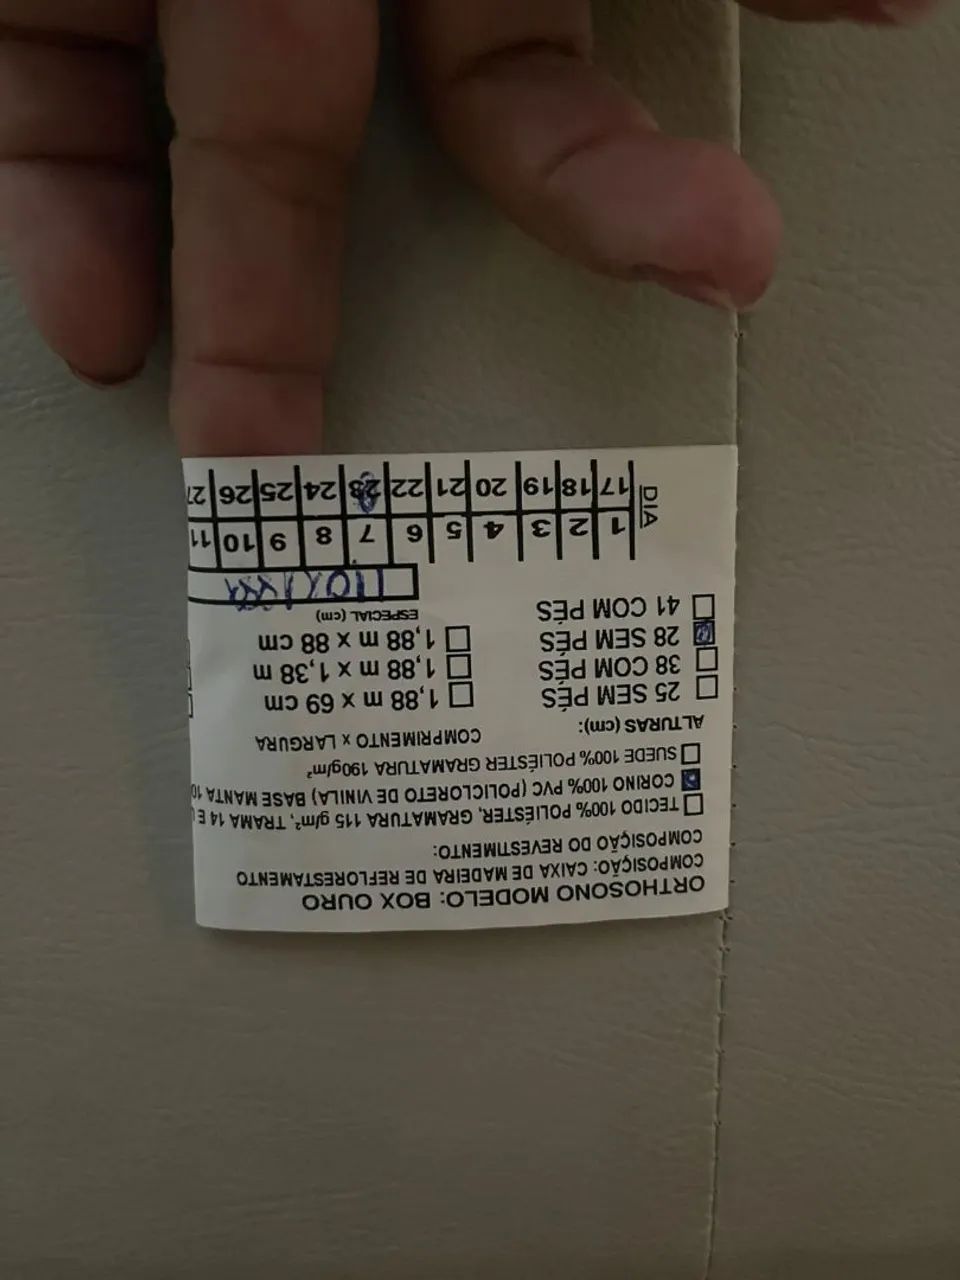 ORTHOSONO MODELO: BOX OURO
COMPOSIÇÃO: CAIXA DE MADEIRA DE REFLORESTAMENTO
COMPOSIÇÃO DO REVESTIMENTO:
TECIDO 100% POLIÉSTER, GRAMATURA 115 g/m², TRAMA 14 E
CORINO 100% PVC (POLICLORETO DE VINILA) BASE MANTA 10
SUEDE 100% POLIÉSTER GRAMATURA 190g/m²
ALTURAS (cm): COMPRIMENTO x LARGURA
25 SEM PÉS 1,88 m x 69 cm
38 COM PÉS 1,88 m x 1,38 m
28 SEM PÉS 1,88 m x 88 cm
41 COM PÉS ESPECIAL (cm)
DIA 1 2 3 4 5 6 7 8 9 10 11
17 18 19 20 21 22 23 24 25 26 27